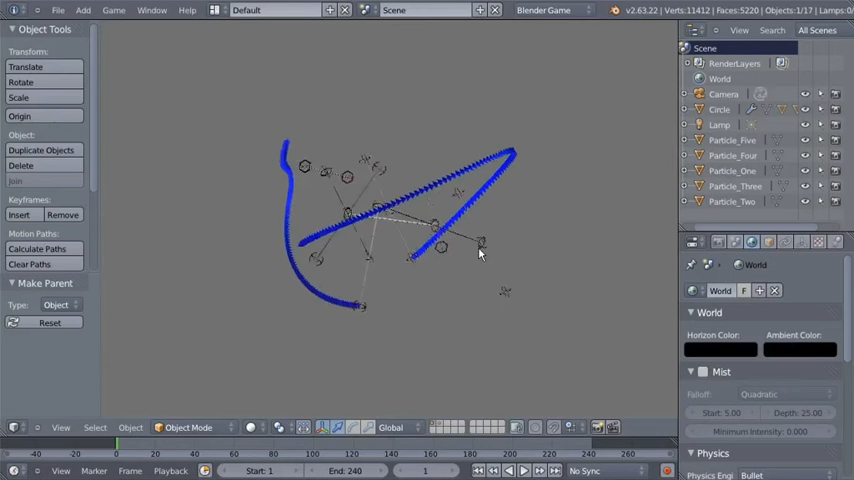 File Add Game Window Help Default Scene Blender Game v2.63.22 | Verts:11412 | Faces:5220 | Objects:1/17 | Lamps:0/
Object Tools
Transform:
Translate
Rotate
Scale
Origin
Object:
Duplicate Objects
Delete
Join
Keyframes:
Insert Remove
Motion Paths:
Calculate Paths
Clear Paths
Make Parent
Type: Object
Reset
View Search All Scenes
Scene
RenderLayers
World
Camera
Circle
Lamp
Particle_Five
Particle_Four
Particle_One
Particle_Three
Particle_Two
World
World F
World
Horizon Color: Ambient Color:
Mist
Falloff: Quadratic
Start: 5.00 Depth: 25.00
Minimum Intensity: 0.000
Physics
Physics Engi Bullet
View Select Object Object Mode Global
-40 -20 0 20 40 60 80 100 120 140 160 180 200 220 240 260
View Marker Frame Playback Start: 1 End: 240 1 No Sync